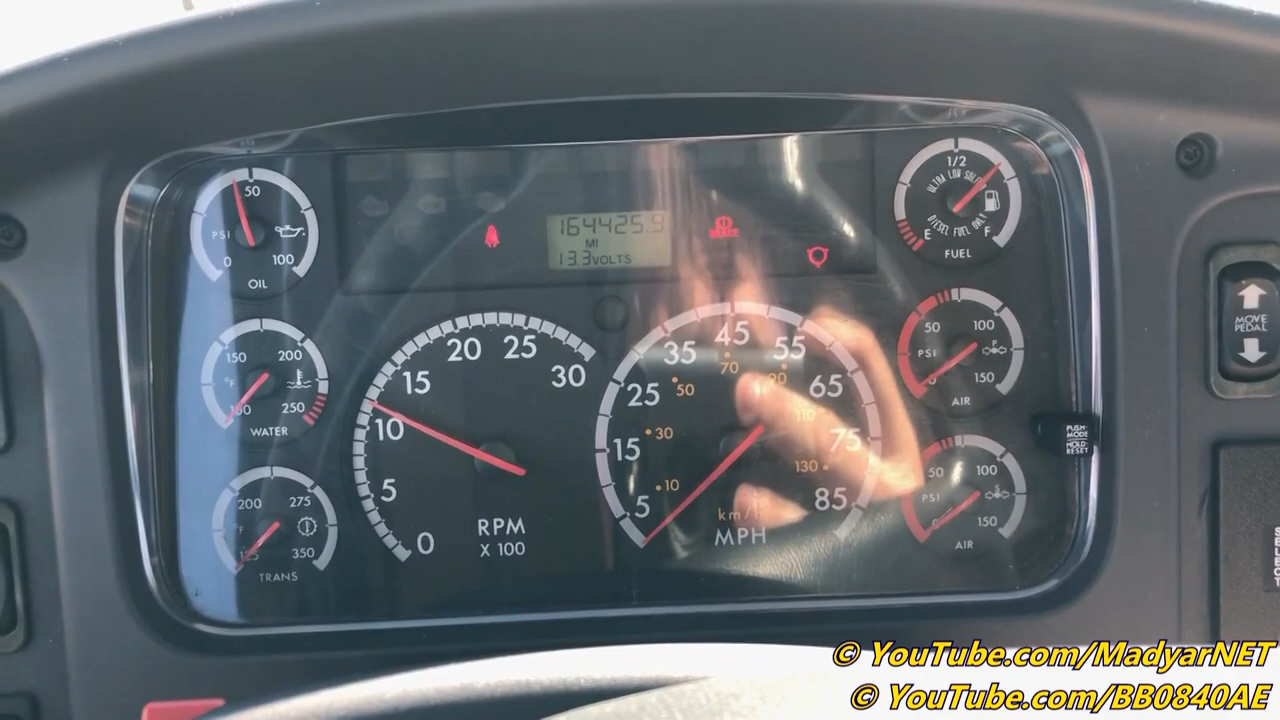 50
PSI
0 100
OIL
164425.9
MI
13.3VOLTS
BRAKE
1/2
ULTRA LOW SULFUR
DIESEL FUEL ONLY
E F
FUEL
MOVE
PEDAL
150 200
°F
100 250
WATER
0 5 10 15 20 25 30
RPM
X 100
5 15 25 35 45 55 65 75 85
10 30 50 70 90 110 130
km/h
MPH
50 100
PSI P
0 150
AIR
PUSH-
MODE
HOLD-
RESET
200 275
°F
125 350
TRANS
50 100
PSI S
0 150
AIR
SELECT
© YouTube.com/MadyarNET
© YouTube.com/BB0840AE